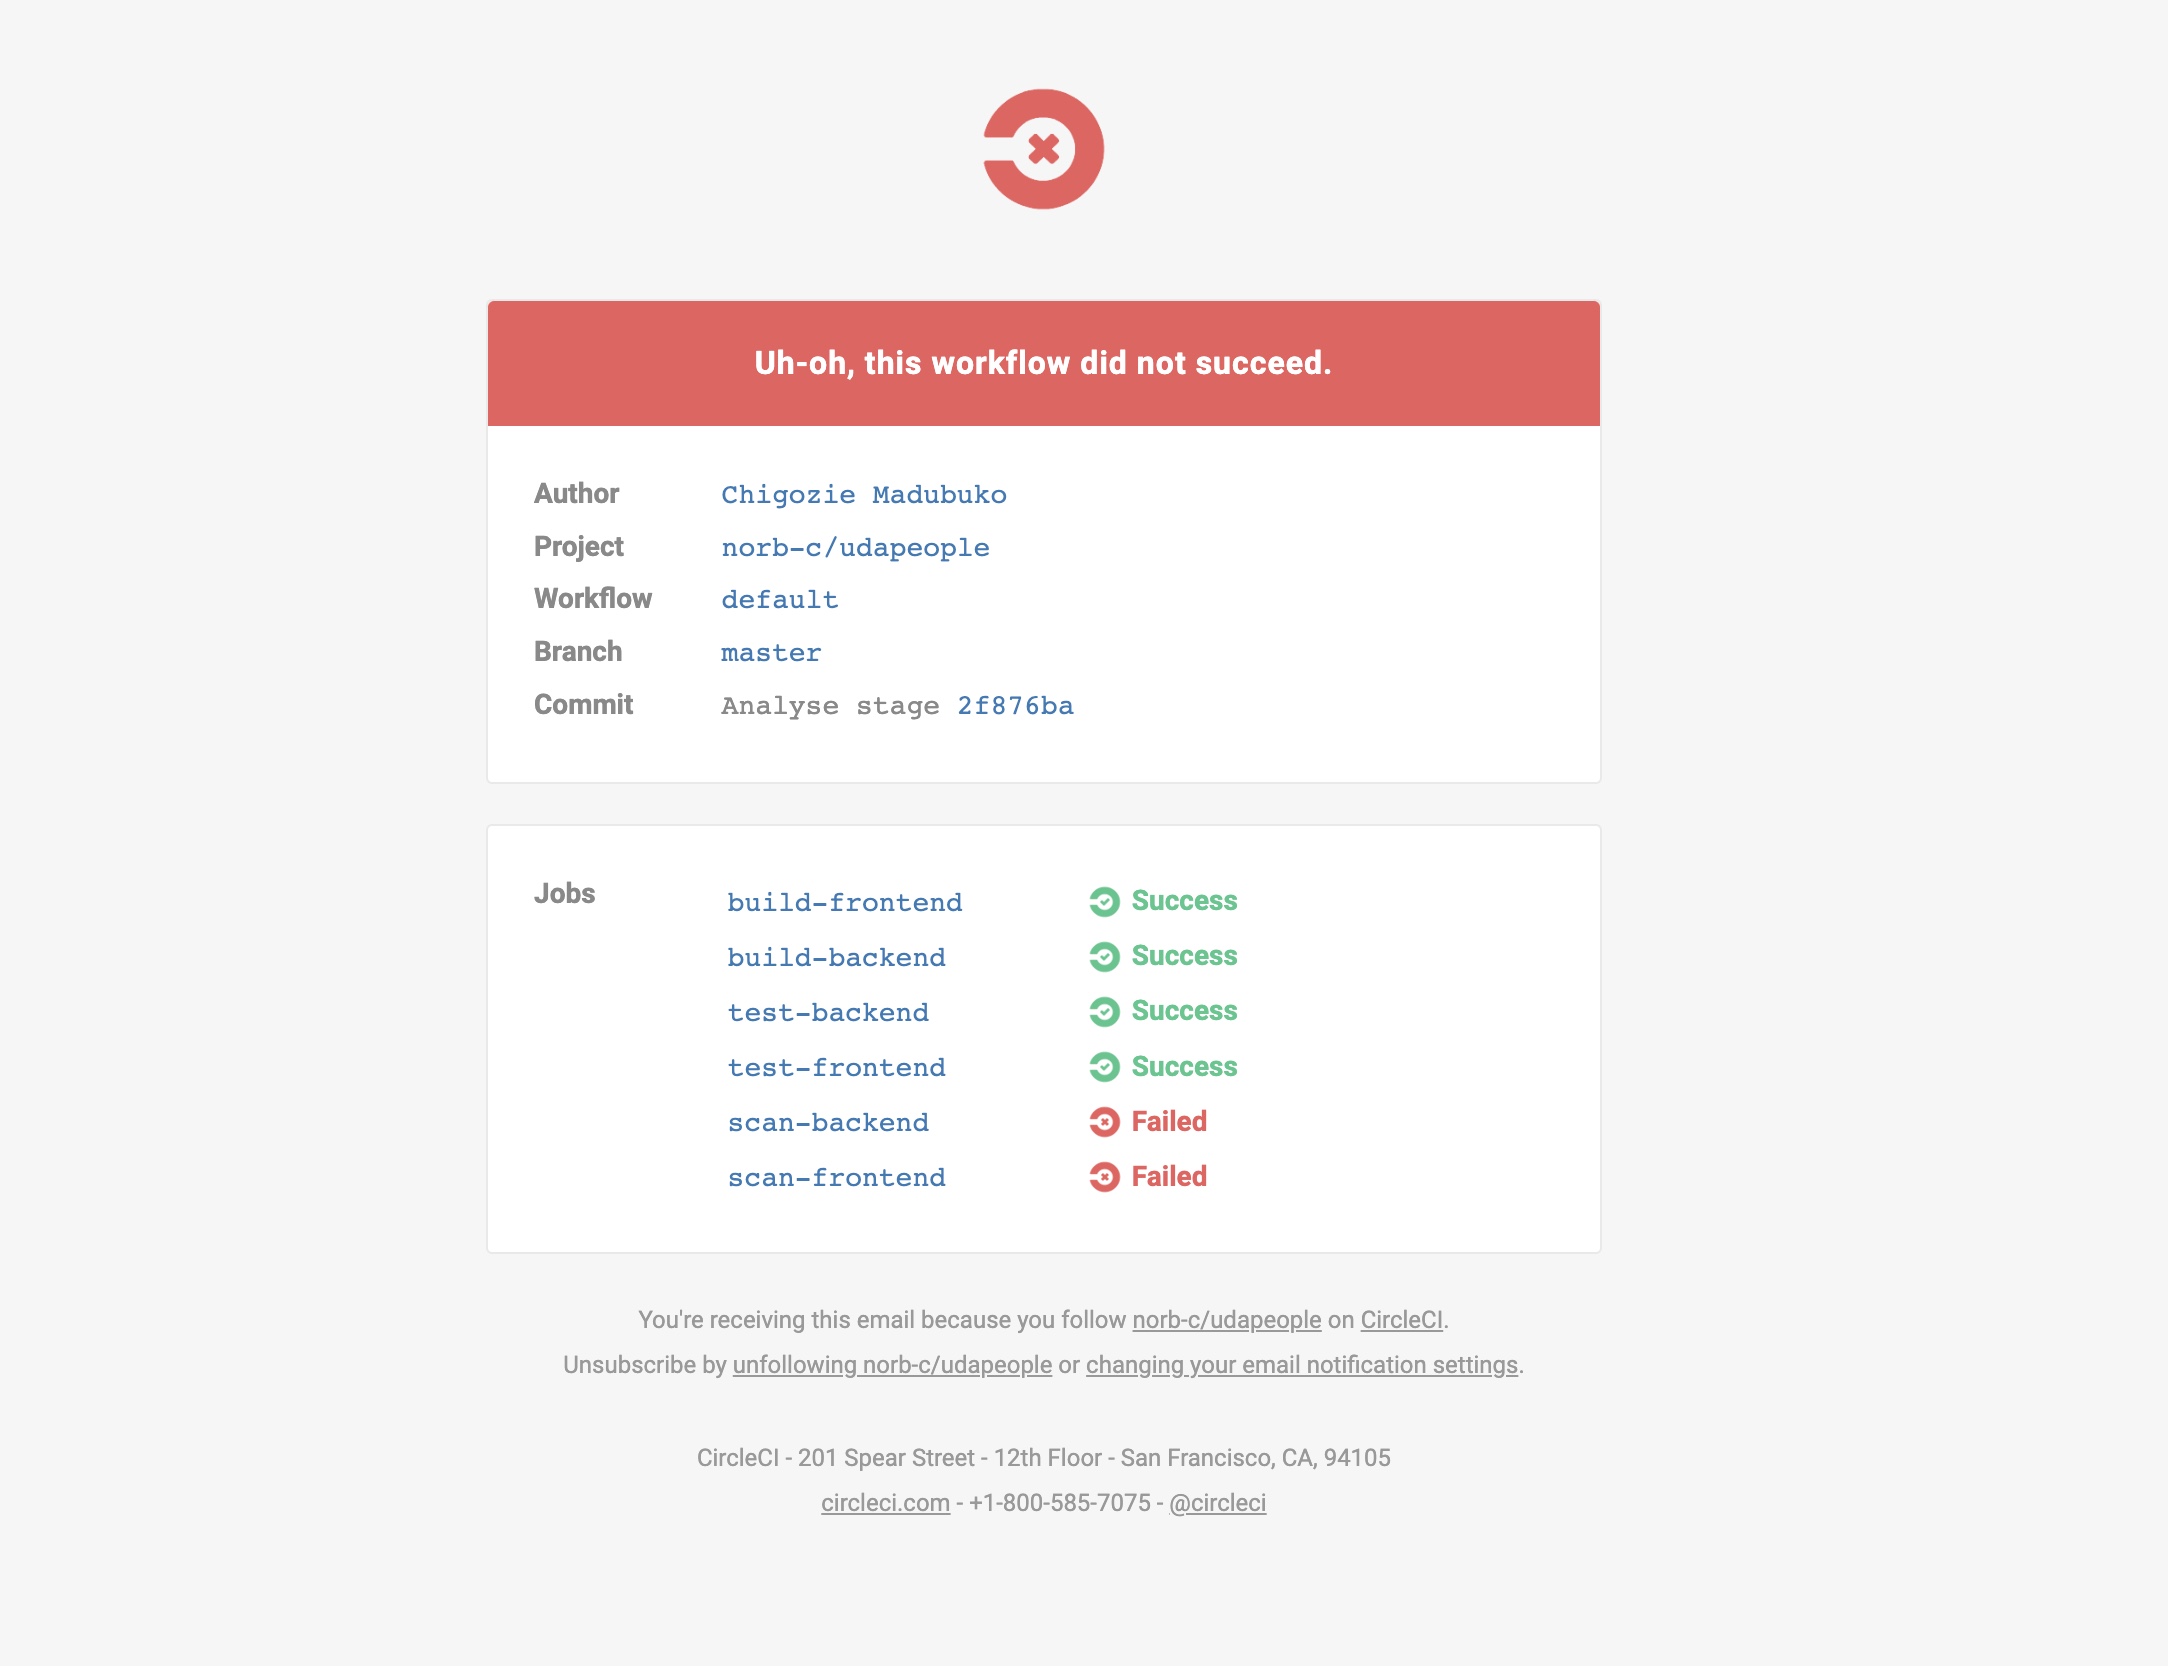 Uh-oh, this workflow did not succeed.
Author Chigozie Madubuko
Project norb-c/udapeople
Workflow default
Branch master
Commit Analyse stage 2f876ba
Jobs build-frontend Success
build-backend Success
test-backend Success
test-frontend Success
scan-backend Failed
scan-frontend Failed
You're receiving this email because you follow norb-c/udapeople on CircleCI.
Unsubscribe by unfollowing norb-c/udapeople or changing your email notification settings.
CircleCI - 201 Spear Street - 12th Floor - San Francisco, CA, 94105
circleci.com - +1-800-585-7075 - @circleci